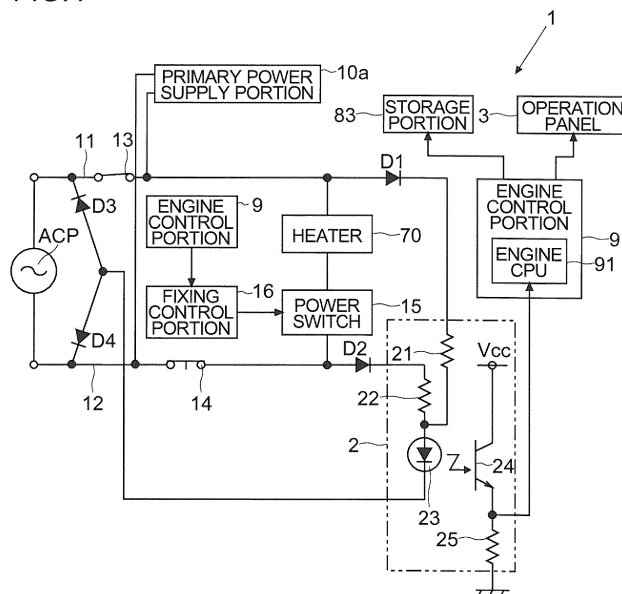 1
PRIMARY POWER
SUPPLY PORTION
10a
83
STORAGE
PORTION
3
OPERATION
PANEL
11
13
D1
D3
ENGINE
CONTROL
PORTION
9
HEATER
70
ENGINE
CONTROL
PORTION
9
ENGINE
CPU
91
ACP
FIXING
CONTROL
PORTION
16
POWER
SWITCH
15
D4
D2
21
Vcc
12
14
22
2
23
24
25